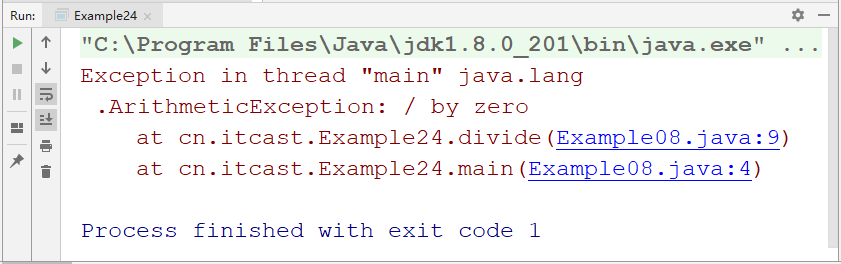 Run: Example24
"C:\Program Files\Java\jdk1.8.0_201\bin\java.exe" ...
Exception in thread "main" java.lang
.ArithmeticException: / by zero
at cn.itcast.Example24.divide(Example08.java:9)
at cn.itcast.Example24.main(Example08.java:4)
Process finished with exit code 1